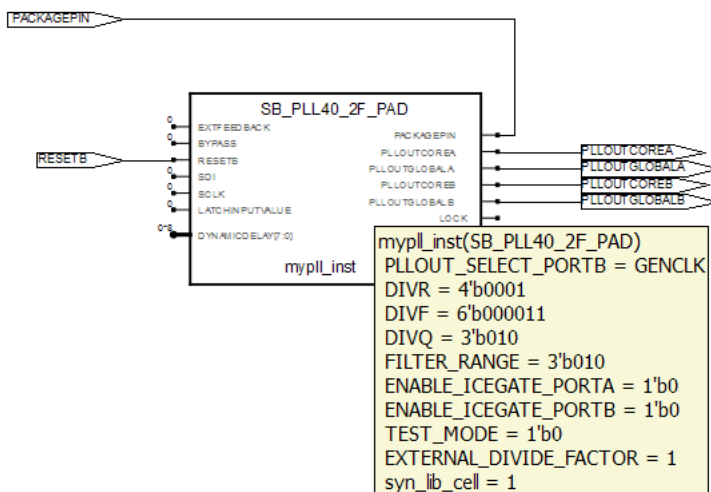 PACKAGEPIN
SB_PLL40_2F_PAD
0 EXTFEEDBACK
0 BYPASS
RESETB RESETB
0 SDI
0 SCLK
0 LATCHINPUTVALUE
0*8 DYNAMICDELAY[7:0]
PACKAGEPIN
PLLOUTCOREA PLLOUTCOREA
PLLOUTGLOBALA PLLOUTGLOBALA
PLLOUTCOREB PLLOUTCOREB
PLLOUTGLOBALB PLLOUTGLOBALB
LOCK
mypll_inst
mypll_inst(SB_PLL40_2F_PAD)
PLLOUT_SELECT_PORTB = GENCLK
DIVR = 4'b0001
DIVF = 6'b000011
DIVQ = 3'b010
FILTER_RANGE = 3'b010
ENABLE_ICEGATE_PORTA = 1'b0
ENABLE_ICEGATE_PORTB = 1'b0
TEST_MODE = 1'b0
EXTERNAL_DIVIDE_FACTOR = 1
syn_lib_cell = 1